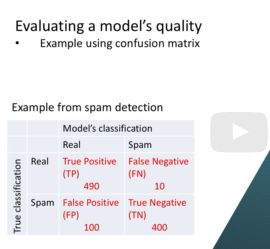 Evaluating a model's quality
• Example using confusion matrix
Example from spam detection
Model's classification
Real Spam
True classification
Real True Positive (TP) 490 False Negative (FN) 10
Spam False Positive (FP) 100 True Negative (TN) 400